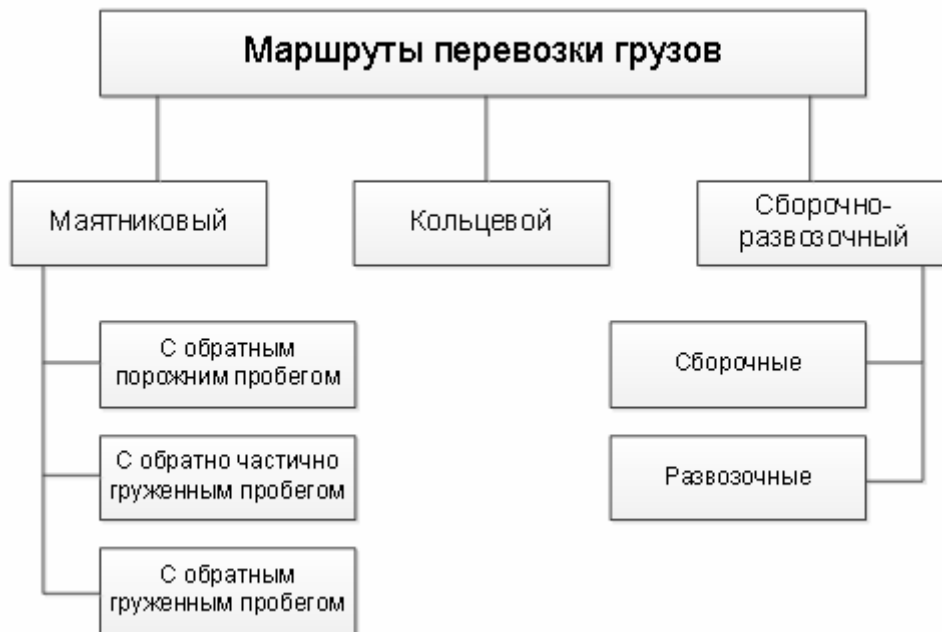 Маршруты перевозки грузов
Маятниковый
Кольцевой
Сборочно-
развозочный
С обратным
порожним пробегом
С обратно частично
груженным пробегом
С обратным
груженным пробегом
Сборочные
Развозочные